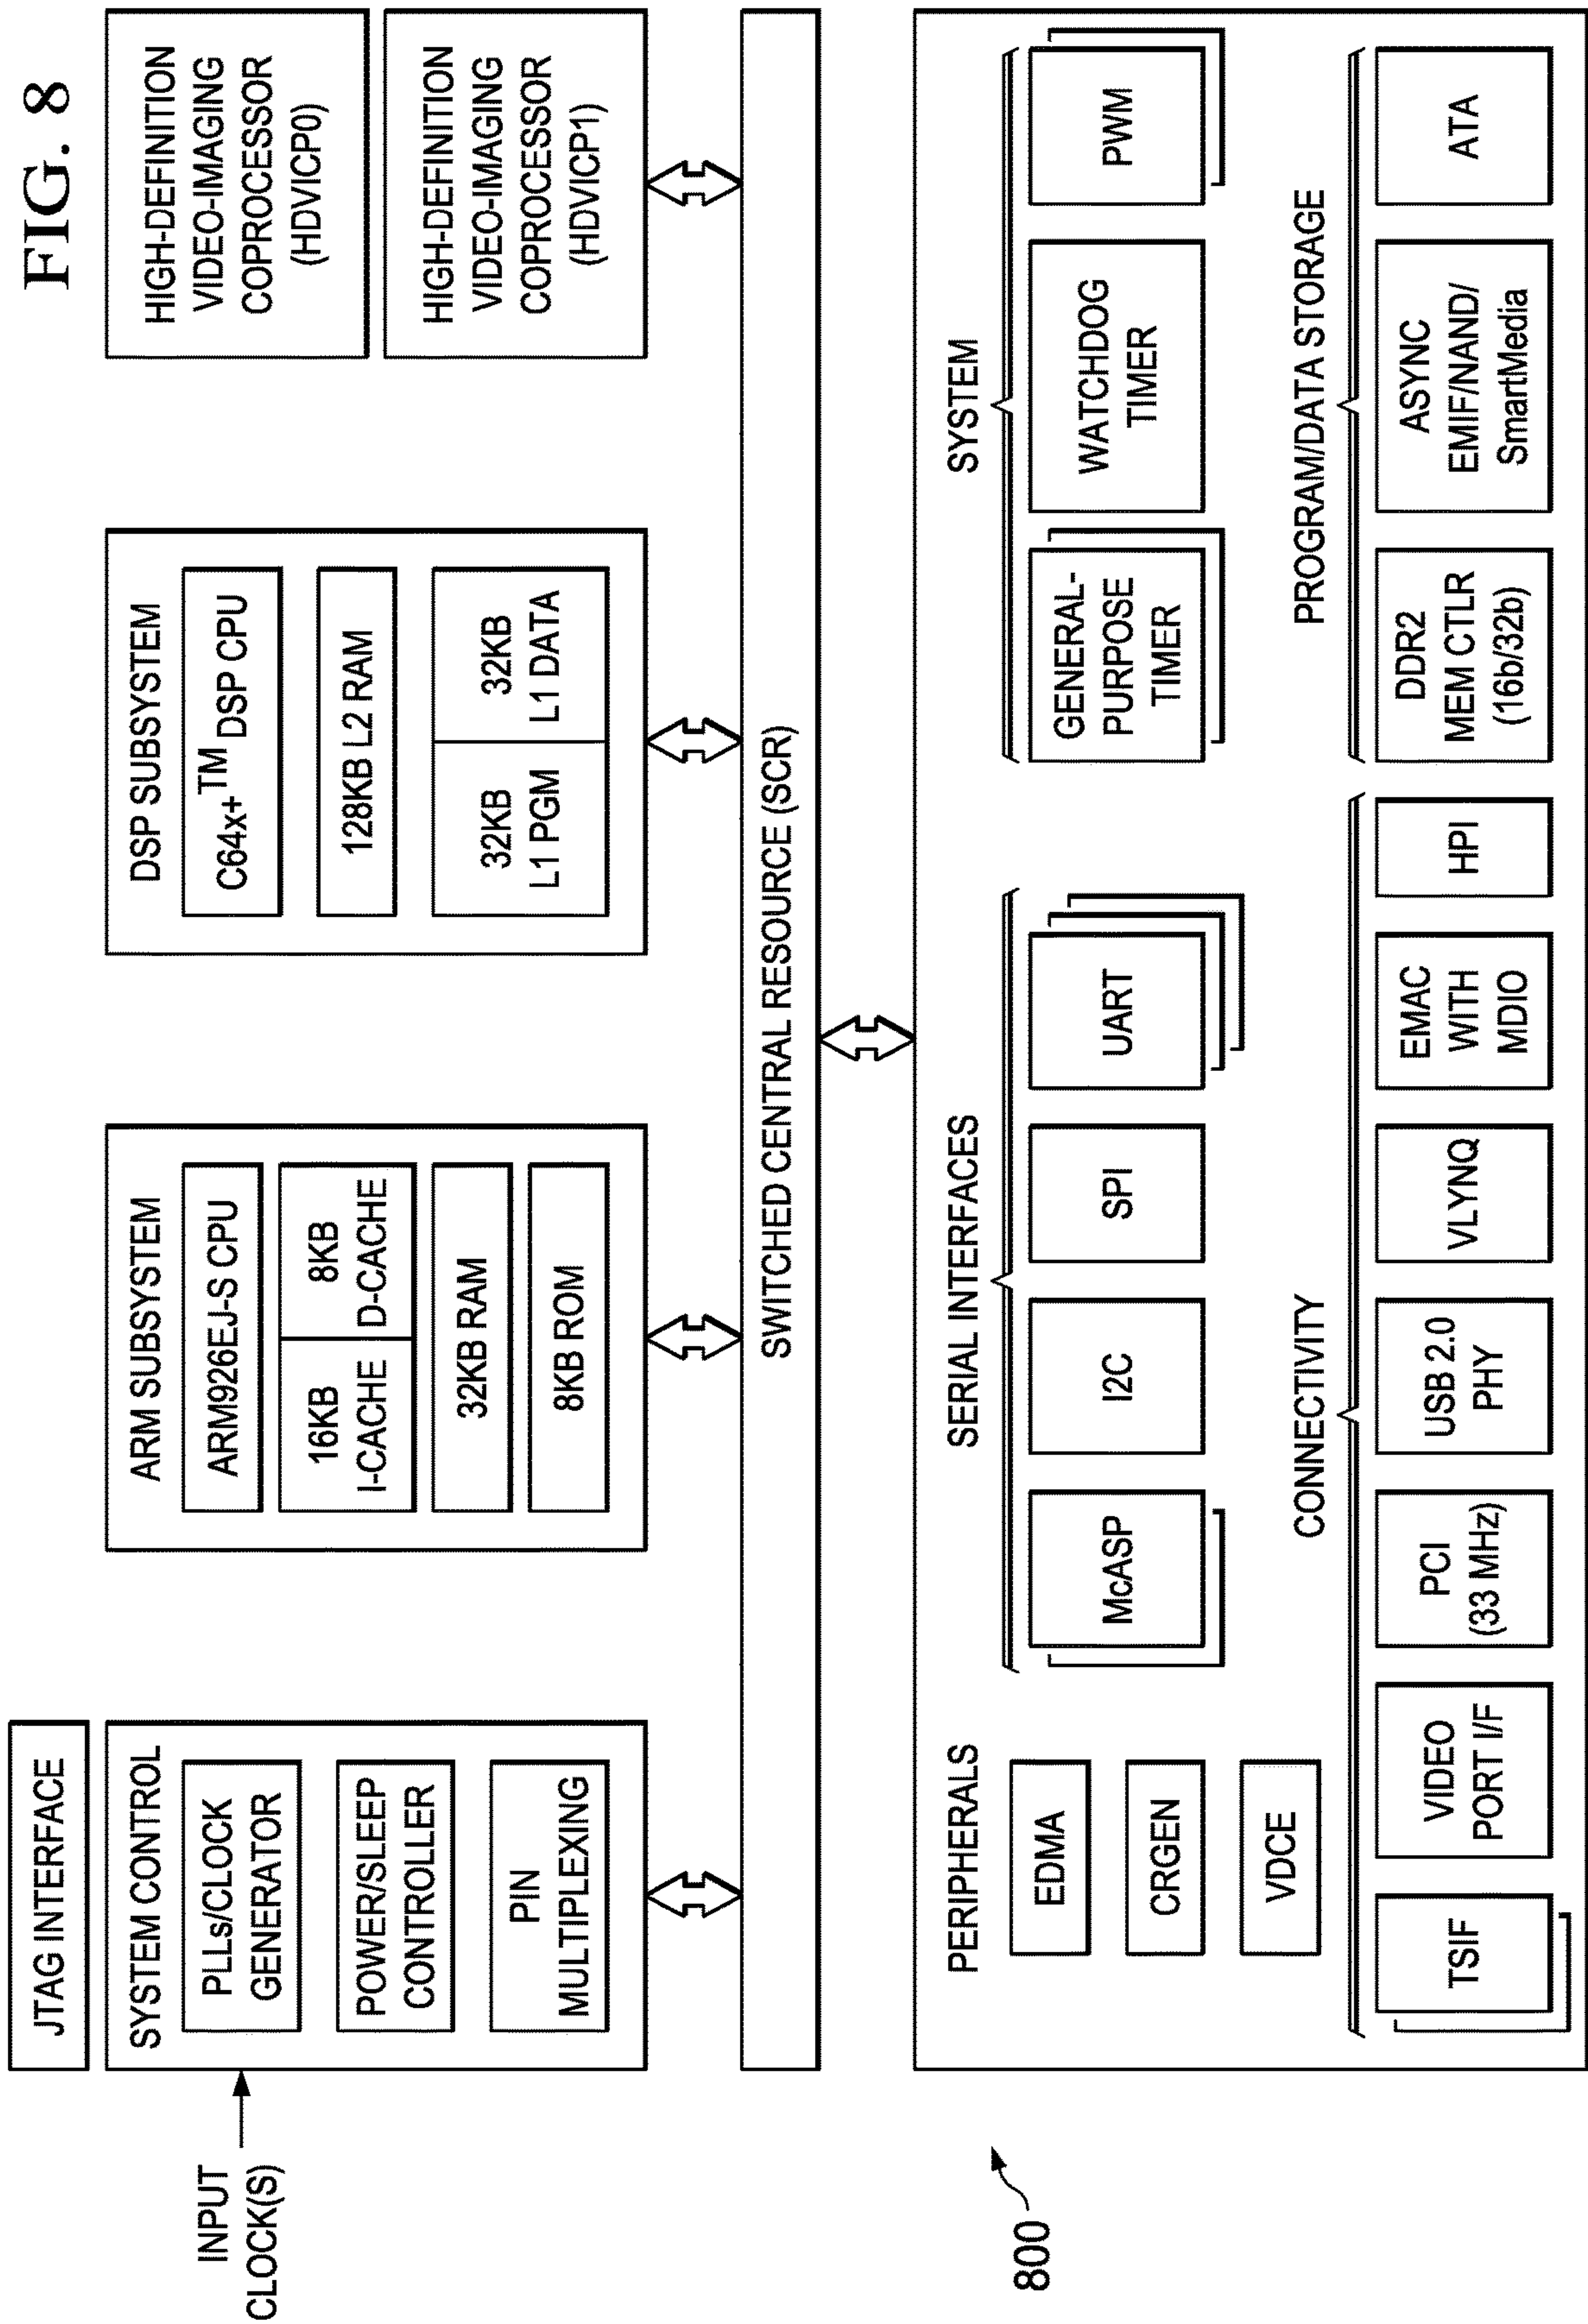 FIG. 8
JTAG INTERFACE
INPUT
CLOCK(S)
SYSTEM CONTROL
PLLs/CLOCK
GENERATOR
POWER/SLEEP
CONTROLLER
PIN
MULTIPLEXING
ARM SUBSYSTEM
ARM926EJ-S CPU
16KB
I-CACHE
8KB
D-CACHE
32KB RAM
8KB ROM
DSP SUBSYSTEM
C64x+™ DSP CPU
128KB L2 RAM
32KB
L1 PGM
32KB
L1 DATA
HIGH-DEFINITION
VIDEO-IMAGING
COPROCESSOR
(HDVICP0)
HIGH-DEFINITION
VIDEO-IMAGING
COPROCESSOR
(HDVICP1)
SWITCHED CENTRAL RESOURCE (SCR)
800
PERIPHERALS
EDMA
CRGEN
VDCE
SERIAL INTERFACES
McASP
I2C
SPI
UART
SYSTEM
GENERAL-
PURPOSE
TIMER
WATCHDOG
TIMER
PWM
CONNECTIVITY
TSIF
VIDEO
PORT I/F
PCI
(33 MHz)
USB 2.0
PHY
VLYNQ
EMAC
WITH
MDIO
HPI
PROGRAM/DATA STORAGE
DDR2
MEM CTLR
(16b/32b)
ASYNC
EMIF/NAND/
SmartMedia
ATA